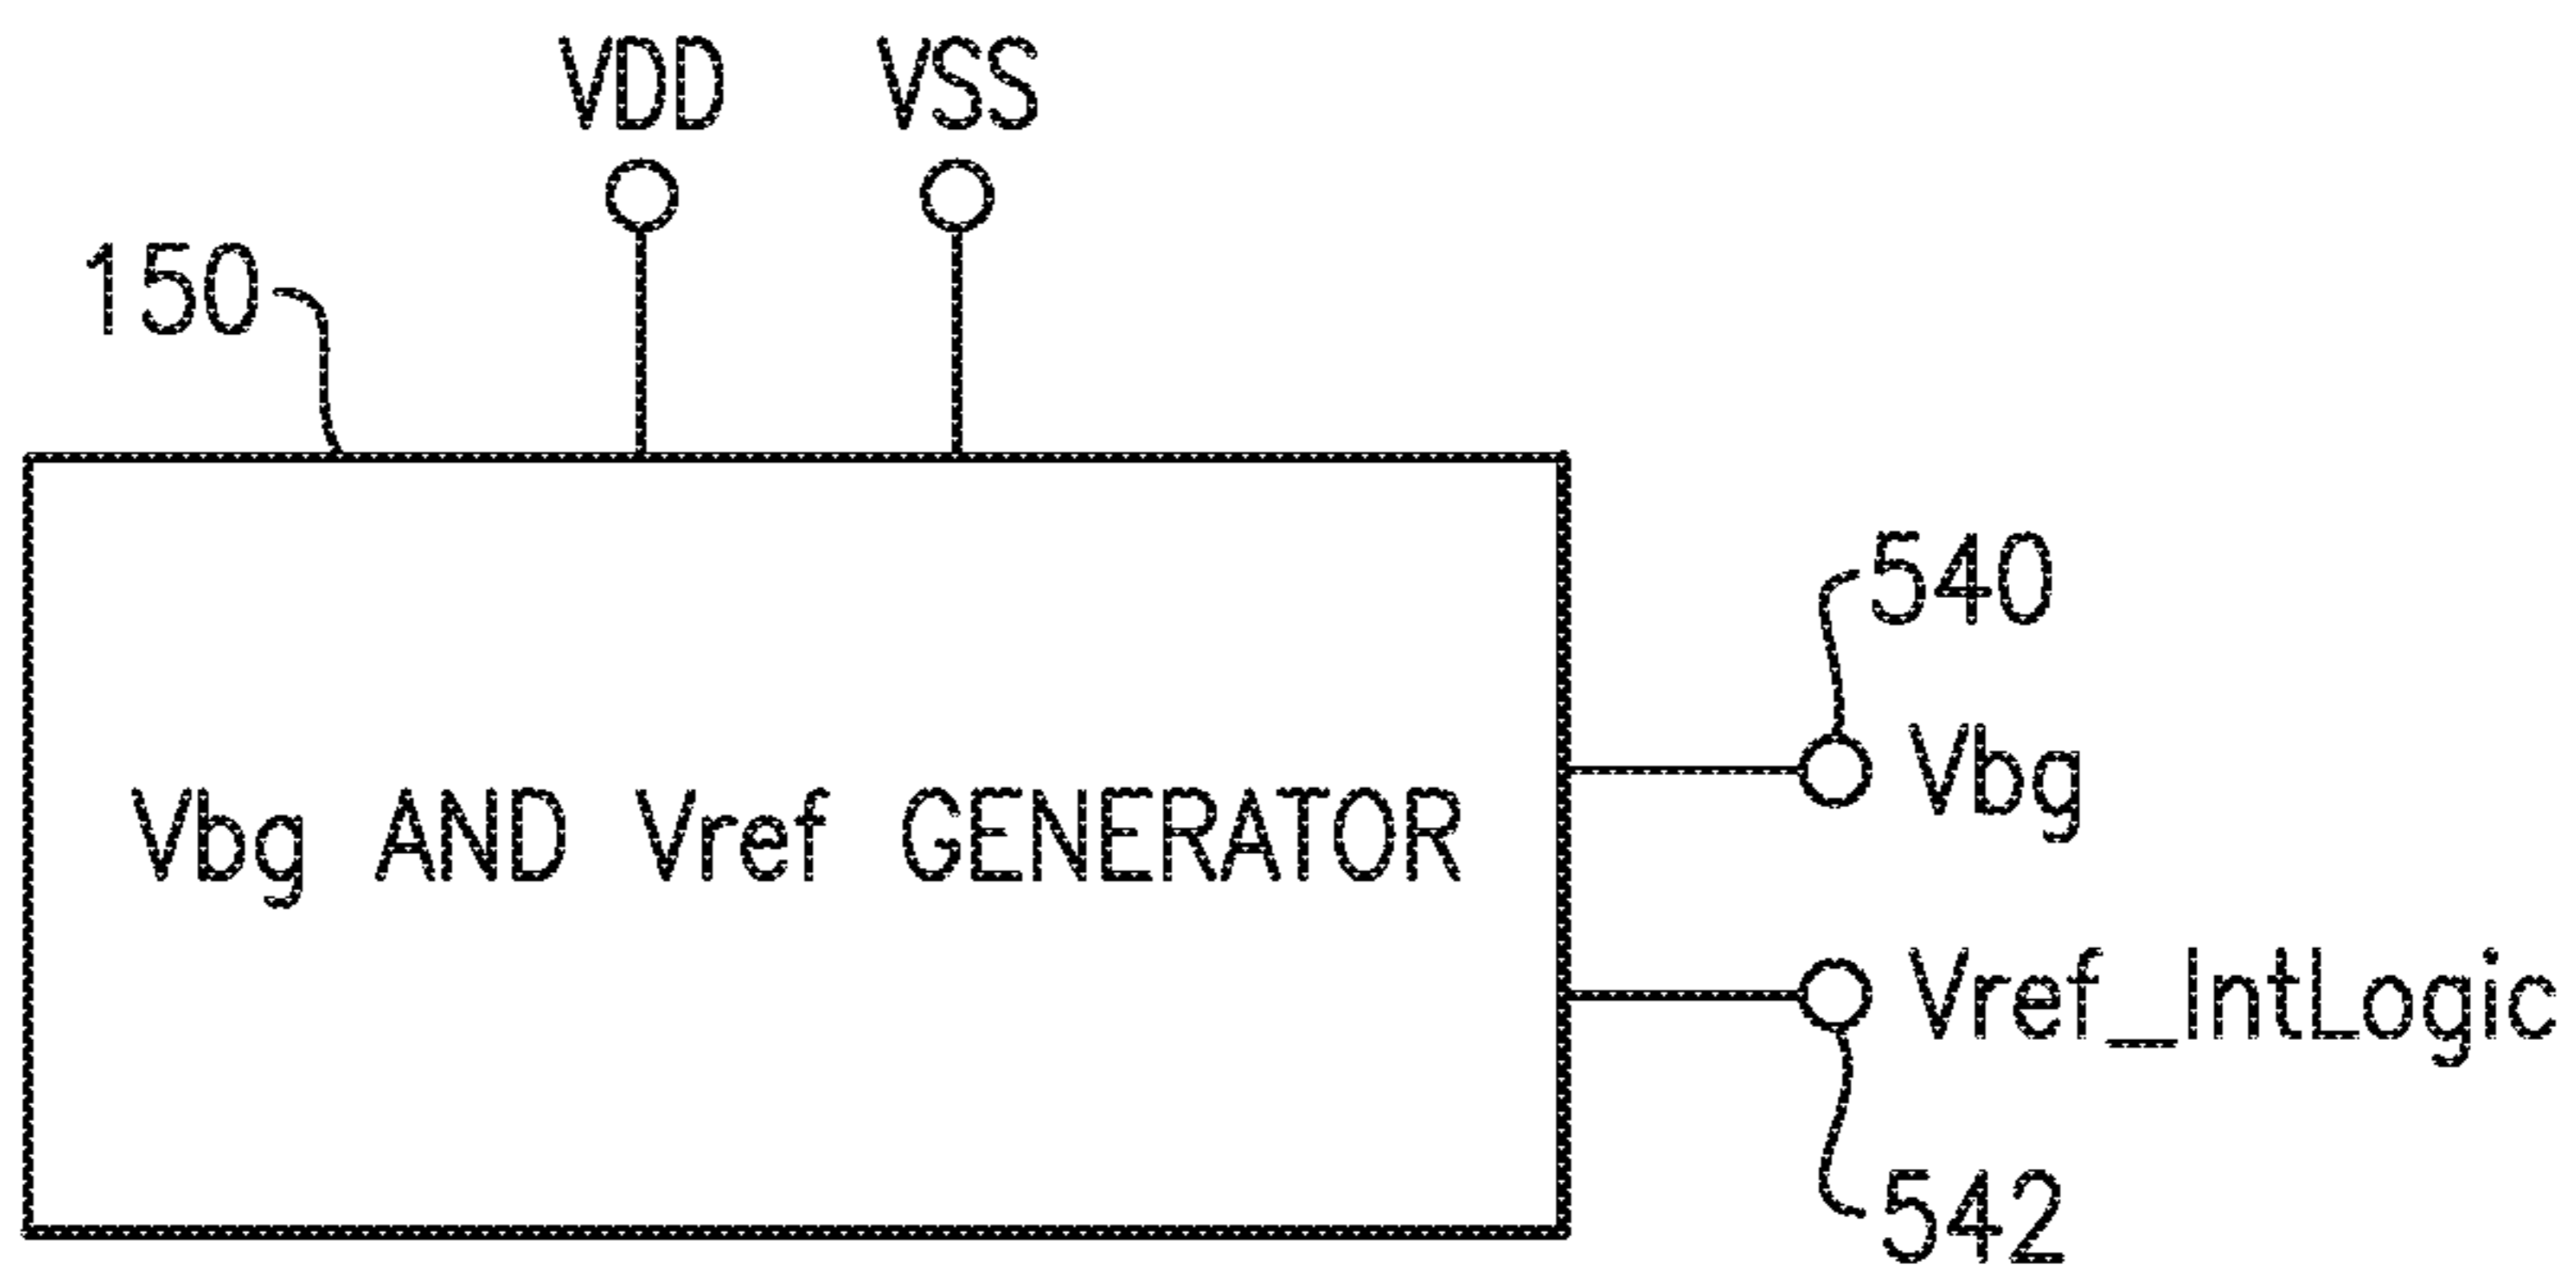 VDD VSS
150
540
Vbg
Vbg AND Vref GENERATOR
Vref_IntLogic
542